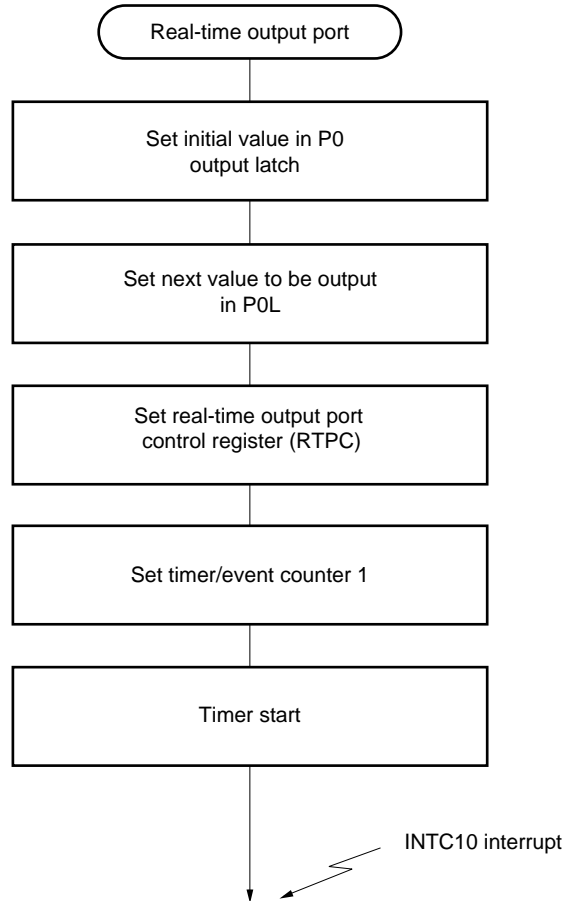 Real-time output port
Set initial value in P0
output latch
Set next value to be output
in P0L
Set real-time output port
control register (RTPC)
Set timer/event counter 1
Timer start
INTC10 interrupt